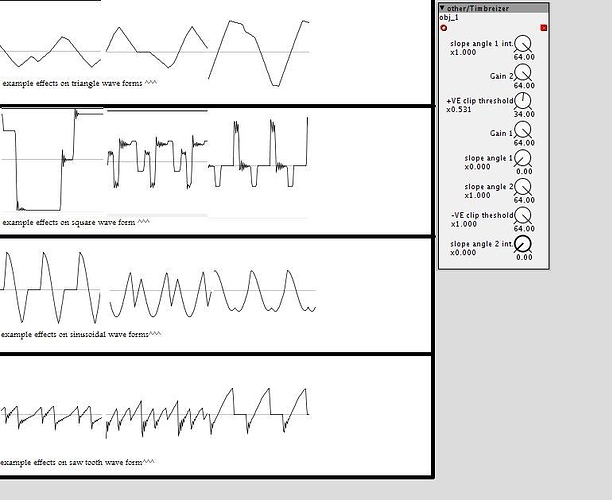 other/Timbreizer
obj_1
slope angle 1 int.
x1.000
64.00
Gain 2
64.00
+VE clip threshold
x0.531
34.00
Gain 1
64.00
slope angle 1
x0.000
0.00
slope angle 2
x1.000
64.00
-VE clip theshold
x1.000
64.00
slope angle 2 int.
x0.000
0.00
example effects on triangle wave forms ^^^
example effects on square wave form ^^^
example effects on sinusoidal wave forms^^^
example effects on saw tooth wave form^^^